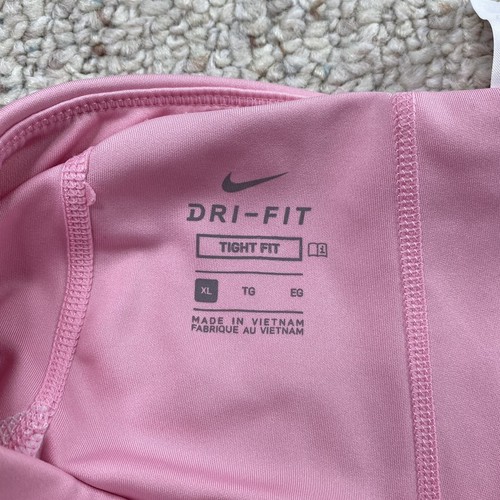 DRI-FIT
TIGHT FIT
XL TG EG
MADE IN VIETNAM
FABRIQUE AU VIETNAM